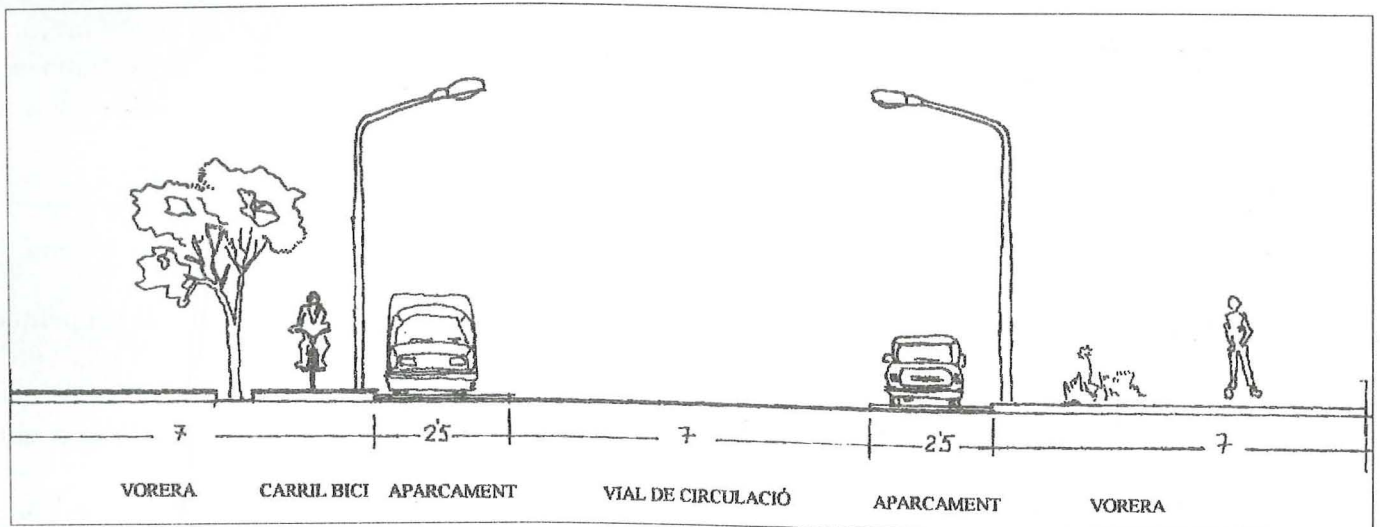 7 2'5 7 2'5 7
VORERA CARRIL BICI APARCAMENT VIAL DE CIRCULACIÓ APARCAMENT VORERA